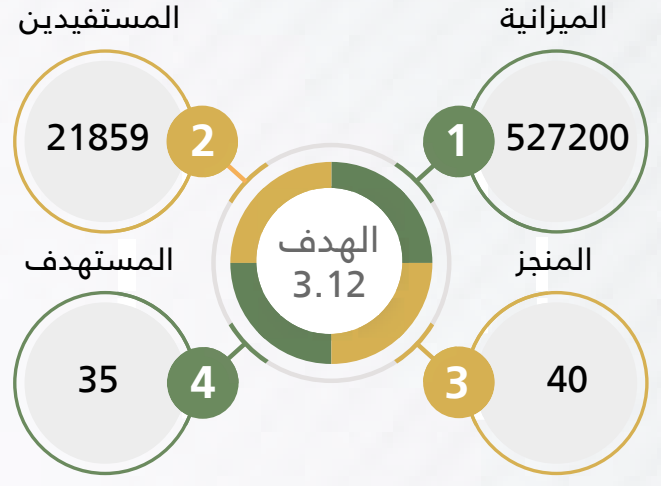 الميزانية
1
527200
المستفيدين
2
21859
الهدف
3.12
المنجز
3
40
المستهدف
4
35